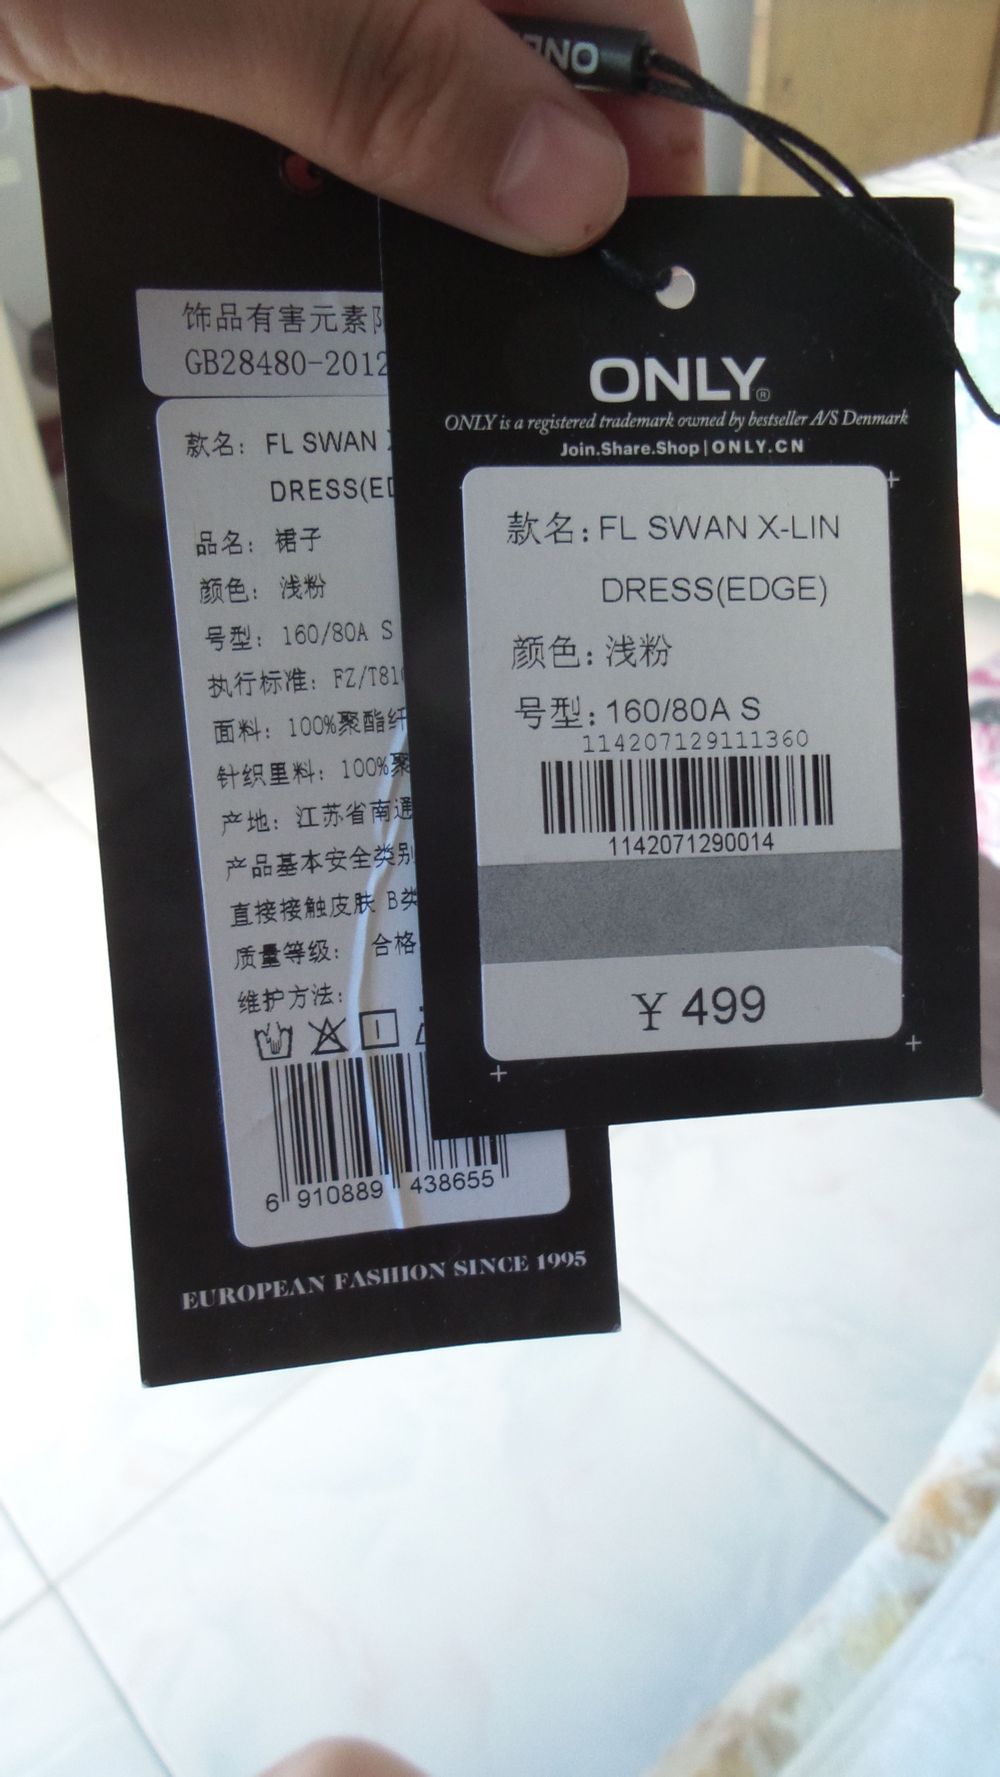 ONLY
饰品有害元素
GB28480-2012
款名: FL SWAN
DRESS(ED
品名: 裙子
颜色: 浅粉
号型: 160/80A S
执行标准: FZ/T81
面料: 100%聚酯纤
针织里料: 100%聚
产地: 江苏省南通
产品基本安全类别
直接接触皮肤 B类
质量等级: 合格
维护方法:
6 910889 438655
EUROPEAN FASHION SINCE 1995
ONLY®
ONLY is a registered trademark owned by bestseller A/S Denmark
Join.Share.Shop|ONLY.CN
款名: FL SWAN X-LIN
DRESS(EDGE)
颜色: 浅粉
号型: 160/80A S
114207129111360
1142071290014
¥ 499